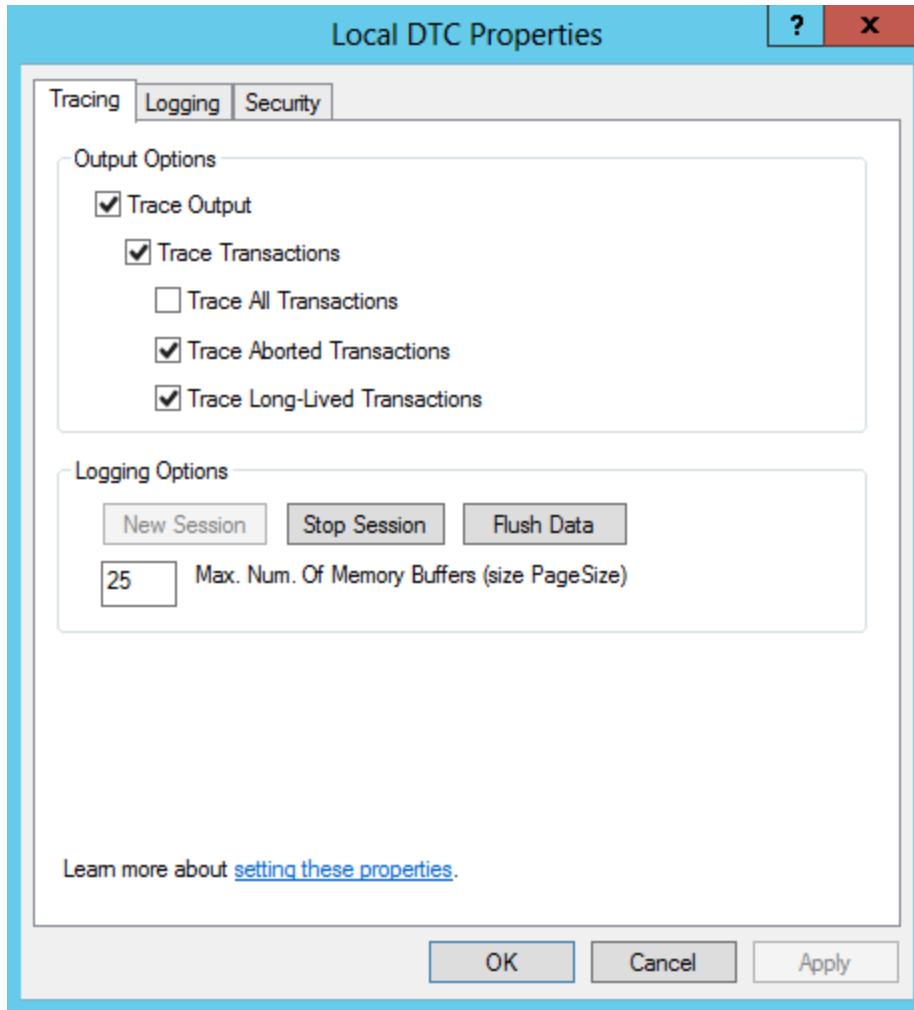 Local DTC Properties
? x
Tracing Logging Security
Output Options
Trace Output
Trace Transactions
Trace All Transactions
Trace Aborted Transactions
Trace Long-Lived Transactions
Logging Options
New Session Stop Session Flush Data
25 Max. Num. Of Memory Buffers (size PageSize)
Learn more about setting these properties.
OK Cancel Apply